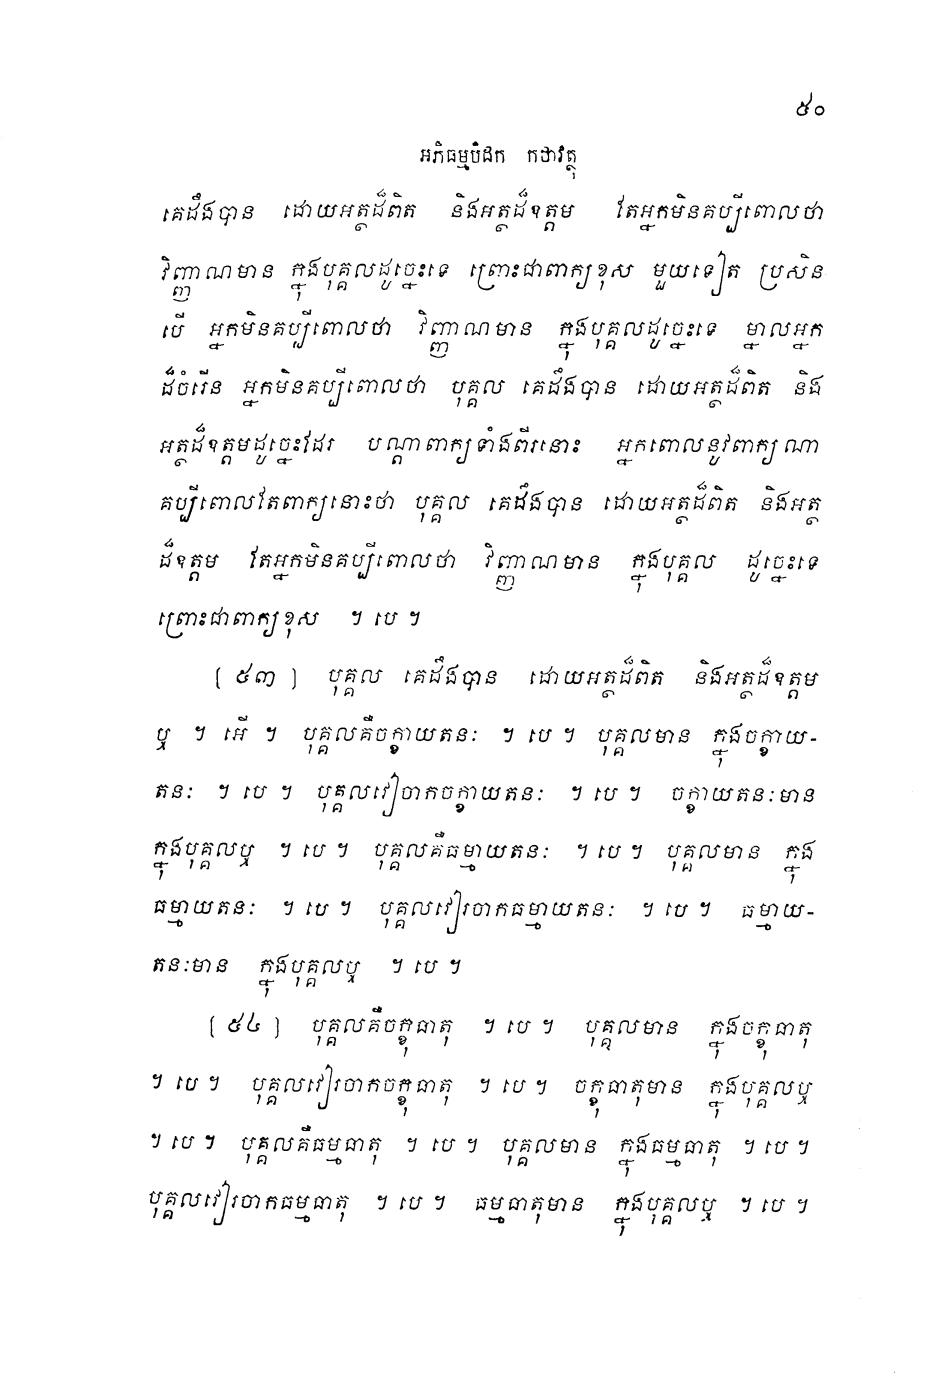 ៥០
អភិធម្មបិដក កថាវត្ថុ
គេដឹងបាន ដោយអត្ថដ៏ពិត និងអត្ថដ៏ឧត្តម តែអ្នកមិនគប្បីពោលថា
វិញ្ញាណមាន ក្នុងបុគ្គលដូច្នេះទេ ព្រោះជាពាក្យខុស មួយទៀត ប្រសិន
បើ អ្នកមិនគប្បីពោលថា វិញ្ញាណមាន ក្នុងបុគ្គលដូច្នេះទេ ម្នាលអ្នក
ដ៏ចំរើន អ្នកមិនគប្បីពោលថា បុគ្គល គេដឹងបាន ដោយអត្ថដ៏ពិត និង
អត្ថដ៏ឧត្តមដូច្នេះដែរ បណ្តាពាក្យទាំងពីរនោះ អ្នកពោលនូវពាក្យណា
គប្បីពោលតែពាក្យនោះថា បុគ្គល គេដឹងបាន ដោយអត្ថដ៏ពិត និងអត្ថ
ដ៏ឧត្តម តែអ្នកមិនគប្បីពោលថា វិញ្ញាណមាន ក្នុងបុគ្គល ដូច្នេះទេ
ព្រោះជាពាក្យខុស ។ បេ ។
[ ៥៣ ] បុគ្គល គេដឹងបាន ដោយអត្ថដ៏ពិត និងអត្ថដ៏ឧត្តម
ឬ ។ អើ ។ បុគ្គលគឺចក្ខាយតនៈ ។ បេ ។ បុគ្គលមាន ក្នុងចក្ខាយ-
តនៈ ។ បេ ។ បុគ្គលវៀរចាកចក្ខាយតនៈ ។ បេ ។ ចក្ខាយតនៈមាន
ក្នុងបុគ្គលឬ ។ បេ ។ បុគ្គលគឺធម្មាយតនៈ ។ បេ ។ បុគ្គលមាន ក្នុង
ធម្មាយតនៈ ។ បេ ។ បុគ្គលវៀរចាកធម្មាយតនៈ ។ បេ ។ ធម្មាយ-
តនៈមាន ក្នុងបុគ្គលឬ ។ បេ ។
[ ៥៤ ] បុគ្គលគឺចក្ខុធាតុ ។ បេ ។ បុគ្គលមាន ក្នុងចក្ខុធាតុ
។ បេ ។ បុគ្គលវៀរចាកចក្ខុធាតុ ។ បេ ។ ចក្ខុធាតុមាន ក្នុងបុគ្គលឬ
។ បេ ។ បុគ្គលគឺធម្មធាតុ ។ បេ ។ បុគ្គលមាន ក្នុងធម្មធាតុ ។ បេ ។
បុគ្គលវៀរចាកធម្មធាតុ ។ បេ ។ ធម្មធាតុមាន ក្នុងបុគ្គលឬ ។ បេ ។